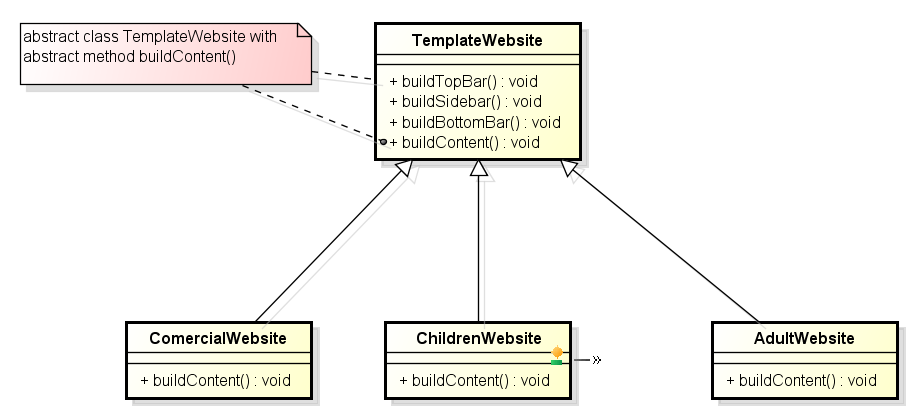 abstract class TemplateWebsite with
abstract method buildContent()
TemplateWebsite
+ buildTopBar() : void
+ buildSidebar() : void
+ buildBottomBar() : void
+ buildContent() : void
ComercialWebsite
+ buildContent() : void
ChildrenWebsite
+ buildContent() : void
AdultWebsite
+ buildContent() : void